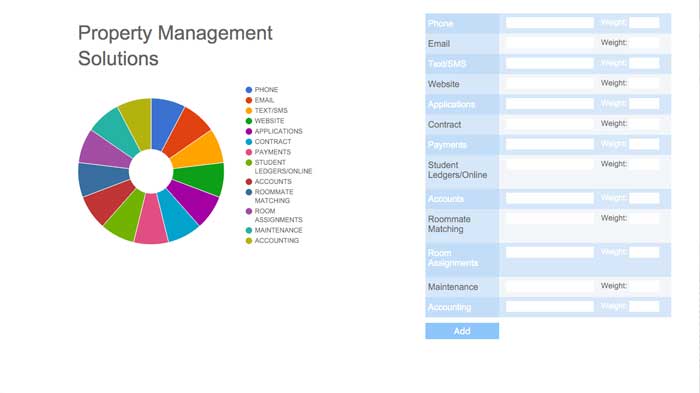 Property Management
Solutions
PHONE
EMAIL
TEXT/SMS
WEBSITE
APPLICATIONS
CONTRACT
PAYMENTS
STUDENT
LEDGERS/ONLINE
ACCOUNTS
ROOMMATE
MATCHING
ROOM
ASSIGNMENTS
MAINTENANCE
ACCOUNTING
Phone Weight:
Email Weight:
Text/SMS Weight:
Website Weight:
Applications Weight:
Contract Weight:
Payments Weight:
Student Weight:
Ledgers/Online
Accounts Weight:
Roommate Weight:
Matching
Room Weight:
Assignments
Maintenance Weight:
Accounting Weight:
Add